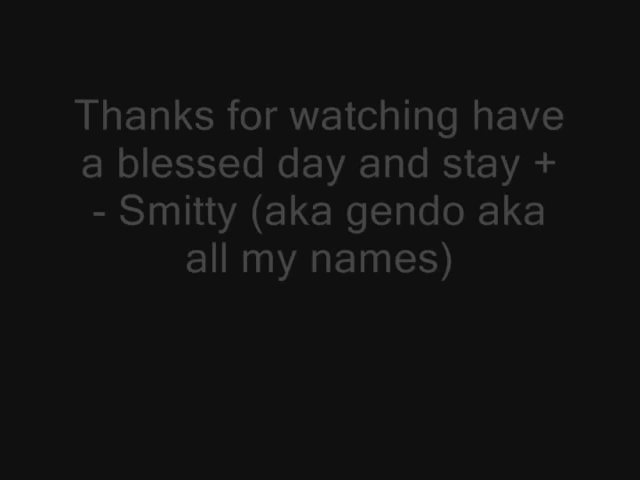 Thanks for watching have
a blessed day and stay +
- Smitty (aka gendo aka
all my names)